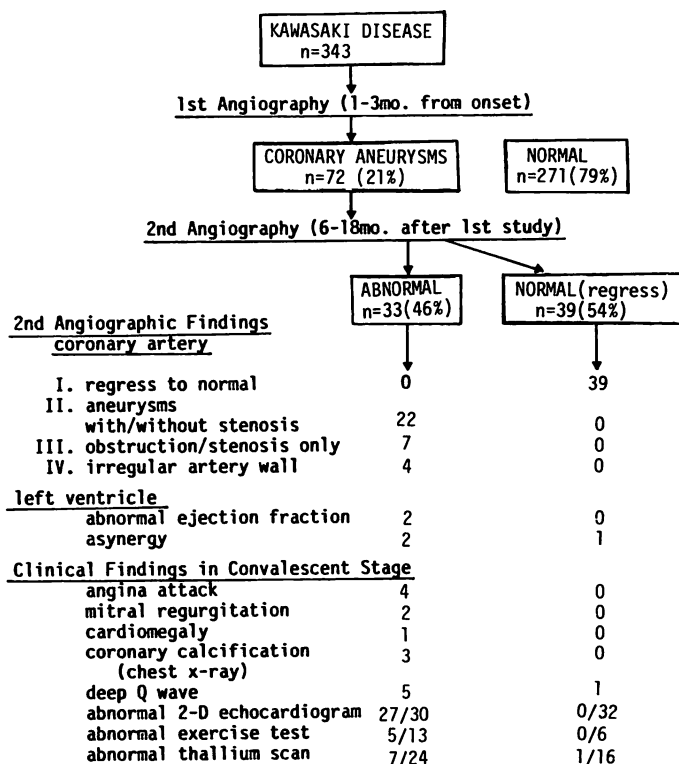 KAWASAKI DISEASE
n=343
1st Angiography (1-3mo. from onset)
CORONARY ANEURYSMS
n=72 (21%)
NORMAL
n=271(79%)
2nd Angiography (6-18mo. after 1st study)
ABNORMAL
n=33(46%)
NORMAL(regress)
n=39(54%)
2nd Angiographic Findings
coronary artery
I. regress to normal 0 39
II. aneurysms
with/without stenosis 22 0
III. obstruction/stenosis only 7 0
IV. irregular artery wall 4 0
left ventricle
abnormal ejection fraction 2 0
asynergy 2 1
Clinical Findings in Convalescent Stage
angina attack 4 0
mitral regurgitation 2 0
cardiomegaly 1 0
coronary calcification 3 0
(chest x-ray)
deep Q wave 5 1
abnormal 2-D echocardiogram 27/30 0/32
abnormal exercise test 5/13 0/6
abnormal thallium scan 7/24 1/16